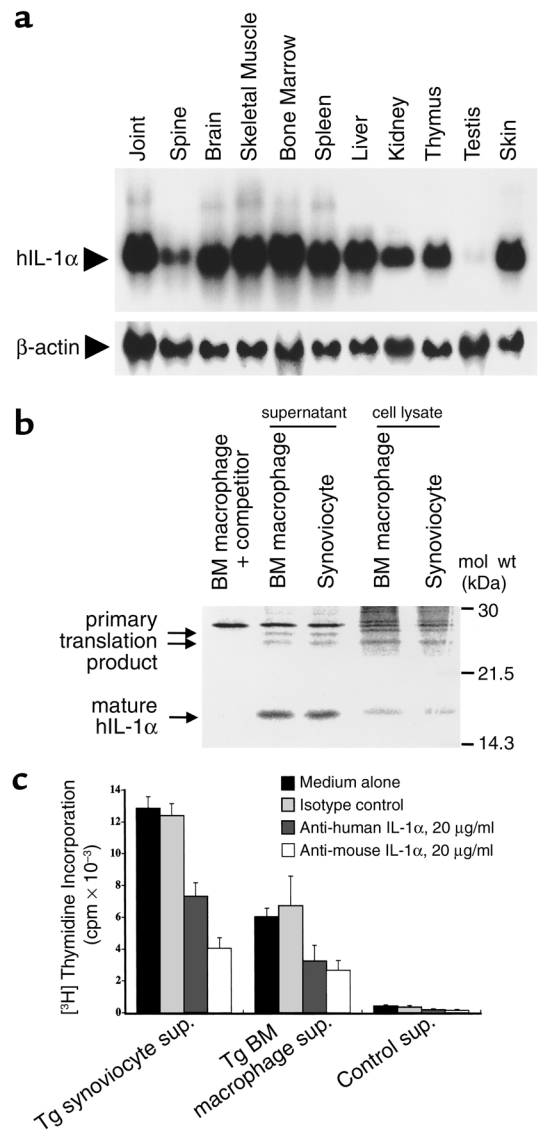 a
Joint
Spine
Brain
Skeletal Muscle
Bone Marrow
Spleen
Liver
Kidney
Thymus
Testis
Skin
hIL-1α
β-actin
b
supernatant
cell lysate
BM macrophage
+ competitor
BM macrophage
Synoviocyte
BM macrophage
Synoviocyte
mol wt
(kDa)
primary
translation
product
mature
hIL-1α
30
21.5
14.3
c
[³H] Thymidine Incorporation
(cpm × 10⁻³)
14
12
10
8
6
4
2
0
Medium alone
Isotype control
Anti-human IL-1α, 20 μg/ml
Anti-mouse IL-1α, 20 μg/ml
Tg synoviocyte sup.
Tg BM
macrophage sup.
Control sup.